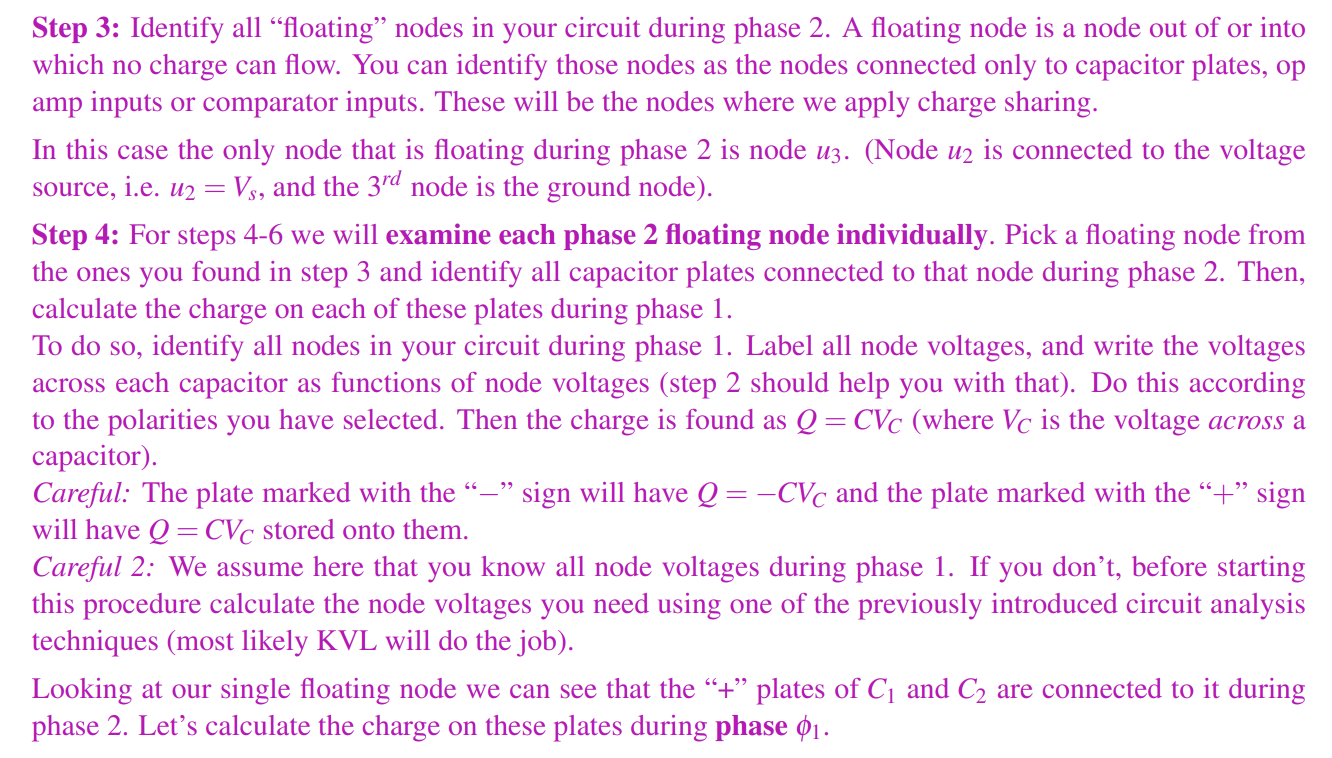 Step 3: Identify all “floating” nodes in your circuit during phase 2. A floating node is a node out of or into
which no charge can flow. You can identify those nodes as the nodes connected only to capacitor plates, op
amp inputs or comparator inputs. These will be the nodes where we apply charge sharing.
In this case the only node that is floating during phase 2 is node u₃. (Node u₂ is connected to the voltage
source, i.e. u₂ = Vₛ, and the 3ʳᵈ node is the ground node).
Step 4: For steps 4-6 we will examine each phase 2 floating node individually. Pick a floating node from
the ones you found in step 3 and identify all capacitor plates connected to that node during phase 2. Then,
calculate the charge on each of these plates during phase 1.
To do so, identify all nodes in your circuit during phase 1. Label all node voltages, and write the voltages
across each capacitor as functions of node voltages (step 2 should help you with that). Do this according
to the polarities you have selected. Then the charge is found as Q = CV_C (where V_C is the voltage across a
capacitor).
Careful: The plate marked with the “−” sign will have Q = −CV_C and the plate marked with the “+” sign
will have Q = CV_C stored onto them.
Careful 2: We assume here that you know all node voltages during phase 1. If you don’t, before starting
this procedure calculate the node voltages you need using one of the previously introduced circuit analysis
techniques (most likely KVL will do the job).
Looking at our single floating node we can see that the “+” plates of C₁ and C₂ are connected to it during
phase 2. Let’s calculate the charge on these plates during phase ϕ₁.